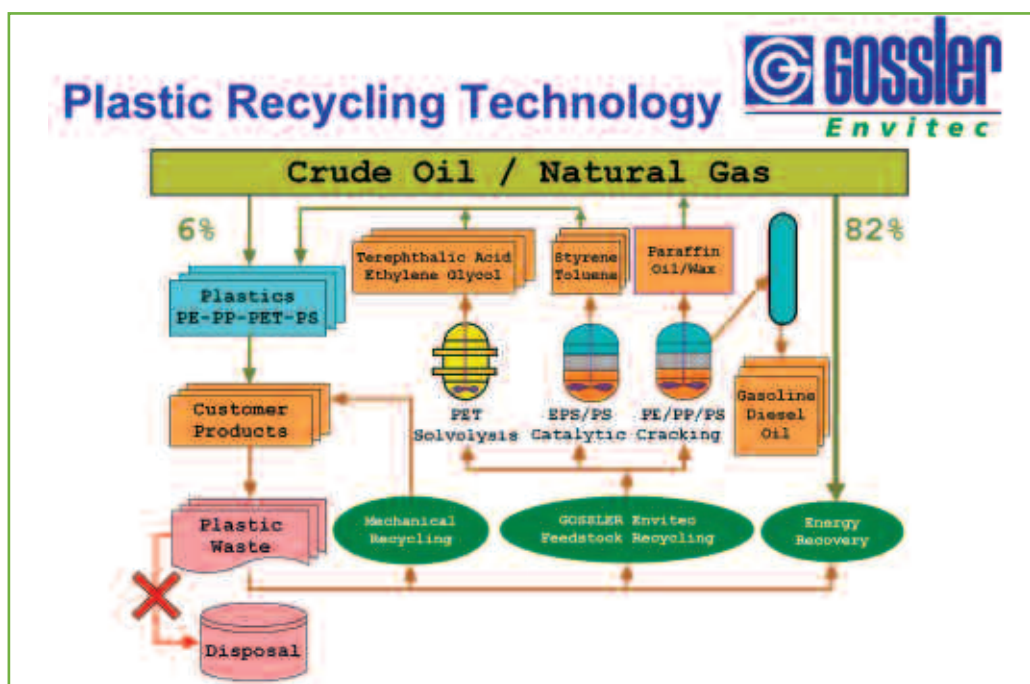 GOSSLER
Envitec
Plastic Recycling Technology
Crude Oil / Natural Gas
6%
82%
Terephthalic Acid
Ethylene Glycol
Styrene
Toluene
Paraffin
Oil/Wax
Plastics
PE-PP-PET-PS
Gasoline
Diesel
Oil
Customer
Products
PET
Solvolysis
EPS/PS
Catalytic
PE/PP/PS
Cracking
Plastic
Waste
Mechanical
Recycling
GOSSLER Envitec
Feedstock Recycling
Energy
Recovery
Disposal